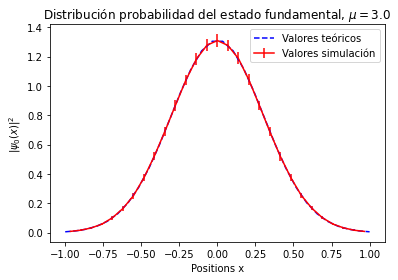 Distribución probabilidad del estado fundamental, μ = 3.0
Valores teóricos
Valores simulación
|ψ₀(x)|²
1.4
1.2
1.0
0.8
0.6
0.4
0.2
0.0
−1.00 −0.75 −0.50 −0.25 0.00 0.25 0.50 0.75 1.00
Positions x